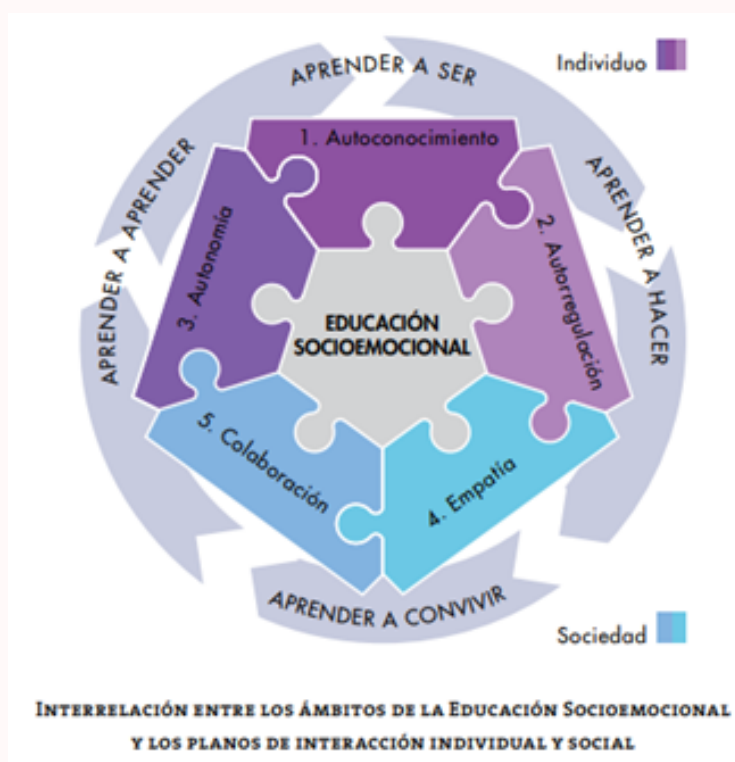 APRENDER A SER
Individuo
1. Autoconocimiento
APRENDER A APRENDER
APRENDER A HACER
3. Autonomía
2. Autorregulación
EDUCACIÓN
SOCIOEMOCIONAL
5. Colaboración
4. Empatía
APRENDER A CONVIVIR
Sociedad
INTERRELACIÓN ENTRE LOS ÁMBITOS DE LA EDUCACIÓN SOCIOEMOCIONAL
Y LOS PLANOS DE INTERACCIÓN INDIVIDUAL Y SOCIAL